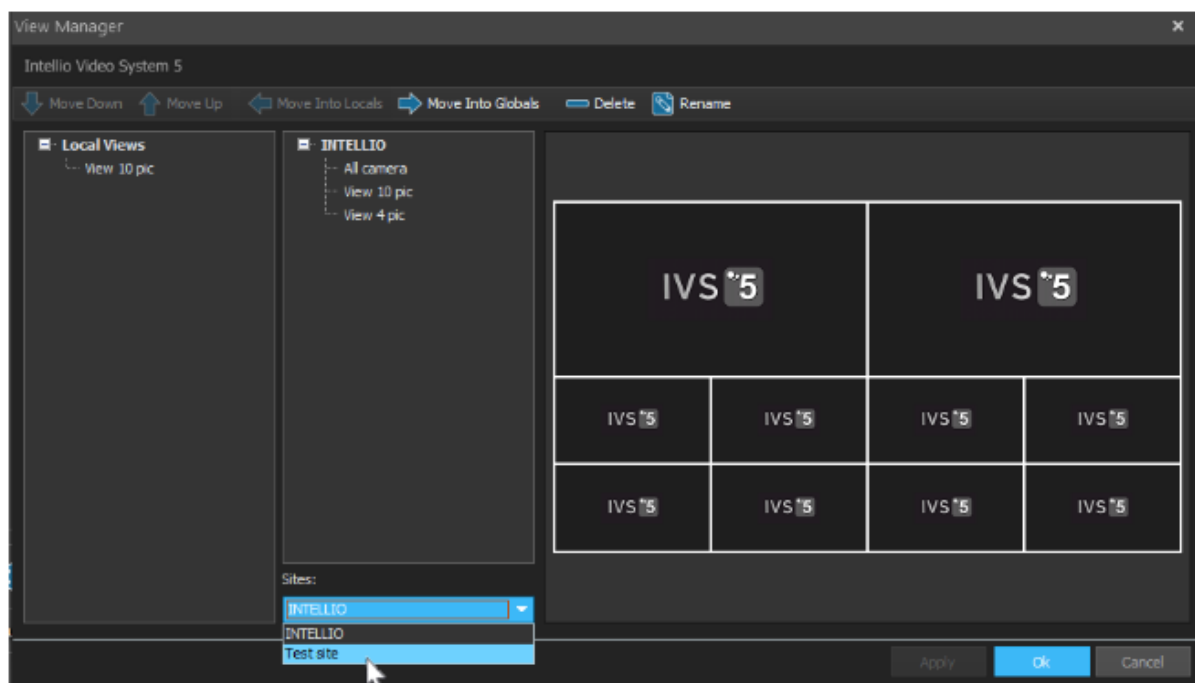 View Manager
Intellio Video System 5
Move Down Move Up Move Into Locals Move Into Globals Delete Rename
Local Views
View 10 pic
INTELLIO
All camera
View 10 pic
View 4 pic
IVS 5 IVS 5
IVS 5 IVS 5 IVS 5 IVS 5
IVS 5 IVS 5 IVS 5 IVS 5
Sites:
INTELLIO
INTELLIO
Test site
Apply Ok Cancel